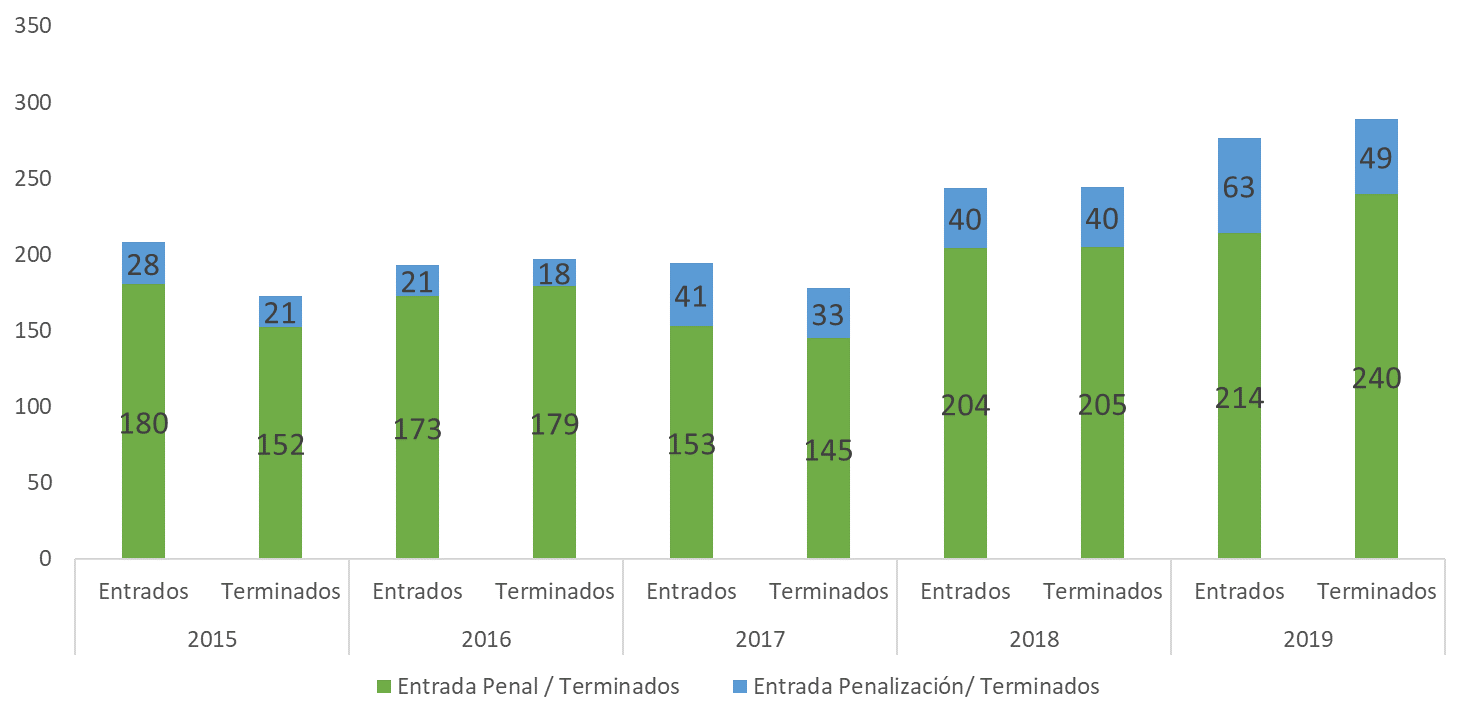 350
300
250
200
150
100
50
0
28 21 21 18 41 33 40 40 63 49
180 152 173 179 153 145 204 205 214 240
Entrados Terminados Entrados Terminados Entrados Terminados Entrados Terminados Entrados Terminados
2015 2016 2017 2018 2019
Entrada Penal / Terminados Entrada Penalización/ Terminados